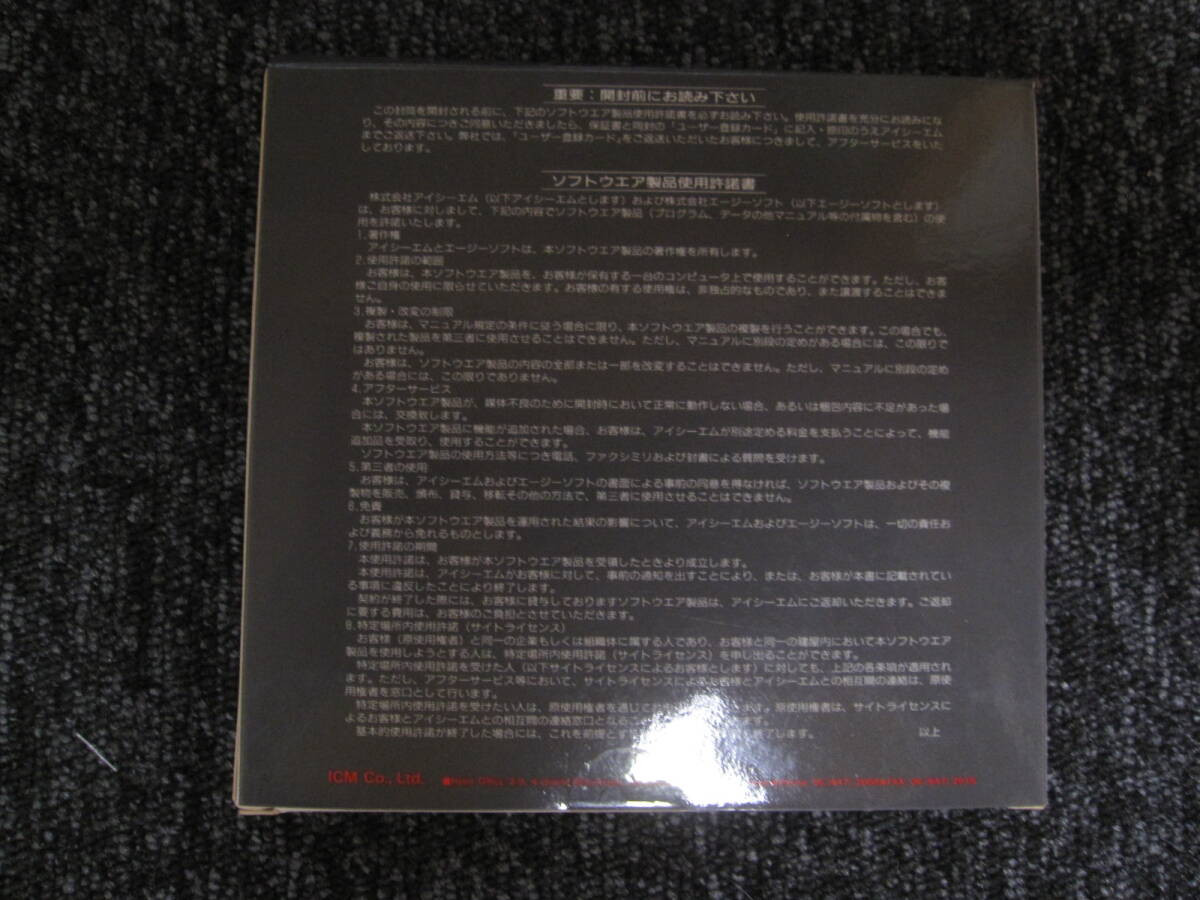 重要：開封前にお読み下さい
この封筒を開封される前に、下記のソフトウエア製品使用許諾書を必ずお読み下さい。使用許諾書を充分にお読みにな
り、その内容につきご同意いただきましたら、保証書と同封の「ユーザー登録カード」に記入・捺印のうえアイシーエム
までご返送下さい。弊社では、「ユーザー登録カード」をご返送いただいたお客様につきまして、アフターサービスをいた
しております。
ソフトウエア製品使用許諾書
株式会社アイシーエム（以下アイシーエムとします）および株式会社エージーソフト（以下エージーソフトとします）
は、お客様に対しまして、下記の内容でソフトウエア製品（プログラム、データの他マニュアル等の付属物を含む）の使
用を許諾いたします。
1.著作権
アイシーエムとエージーソフトは、本ソフトウエア製品の著作権を所有します。
2.使用許諾の範囲
お客様は、本ソフトウエア製品を、お客様が保有する一台のコンピュータ上で使用することができます。ただし、お客
様ご自身の使用に限らせていただきます。お客様の有する使用権は、非独占的なものであり、また譲渡することはできま
せん。
3.複製・改変の制限
お客様は、マニュアル規定の条件に従う場合に限り、本ソフトウエア製品の複製を行うことができます。この場合でも、
複製された製品を第三者に使用させることはできません。ただし、マニュアルに別段の定めがある場合には、この限りで
はありません。
お客様は、ソフトウエア製品の内容の全部または一部を改変することはできません。ただし、マニュアルに別段の定め
がある場合には、この限りでありません。
4.アフターサービス
本ソフトウエア製品が、媒体不良のために開封時において正常に動作しない場合、あるいは梱包内容に不足があった場
合には、交換致します。
本ソフトウエア製品に機能が追加された場合、お客様は、アイシーエムが別途定める料金を支払うことによって、機能
追加品を受取り、使用することができます。
ソフトウエア製品の使用方法等につき電話、ファクシミリおよび封書による質問を受けます。
5.第三者の使用
お客様は、アイシーエムおよびエージーソフトの書面による事前の同意を得なければ、ソフトウエア製品およびその複
製物を販売、頒布、貸与、移転その他の方法で、第三者に使用させることはできません。
6.免責
お客様が本ソフトウエア製品を運用された結果の影響について、アイシーエムおよびエージーソフトは、一切の責任お
よび義務から免れるものとします。
7.使用許諾の期間
本使用許諾は、お客様が本ソフトウエア製品を受領したときより成立します。
本使用許諾は、アイシーエムがお客様に対して、事前の通知を出すことにより、または、お客様が本書に記載されてい
る事項に違反したことにより終了します。
契約が終了した際には、お客様に貸与しておりますソフトウエア製品は、アイシーエムにご返却いただきます。ご返却
に要する費用は、お客様のご負担とさせていただきます。
8.特定場所内使用許諾（サイトライセンス）
お客様（原使用権者）と同一の企業もしくは組織体に属する人であり、お客様と同一の建屋内において本ソフトウエア
製品を使用しようとする人は、特定場所内使用許諾（サイトライセンス）を申し出ることができます。
特定場所内使用許諾を受けた人（以下サイトライセンスによるお客様とします）に対しても、上記の各条項が適用され
ます。ただし、アフターサービス等において、サイトライセンスによるお客様とアイシーエムとの相互間の連絡は、原使
用権者を窓口として行います。
特定場所内使用許諾を受けたい人は、原使用権者を通じてお 原使用権者は、サイトライセンスに
よるお客様とアイシーエムとの相互間の連絡窓口となるこ ます。
基本的使用許諾が終了した場合には、これを前提とす 終了します。 以上
ICM Co., Ltd.